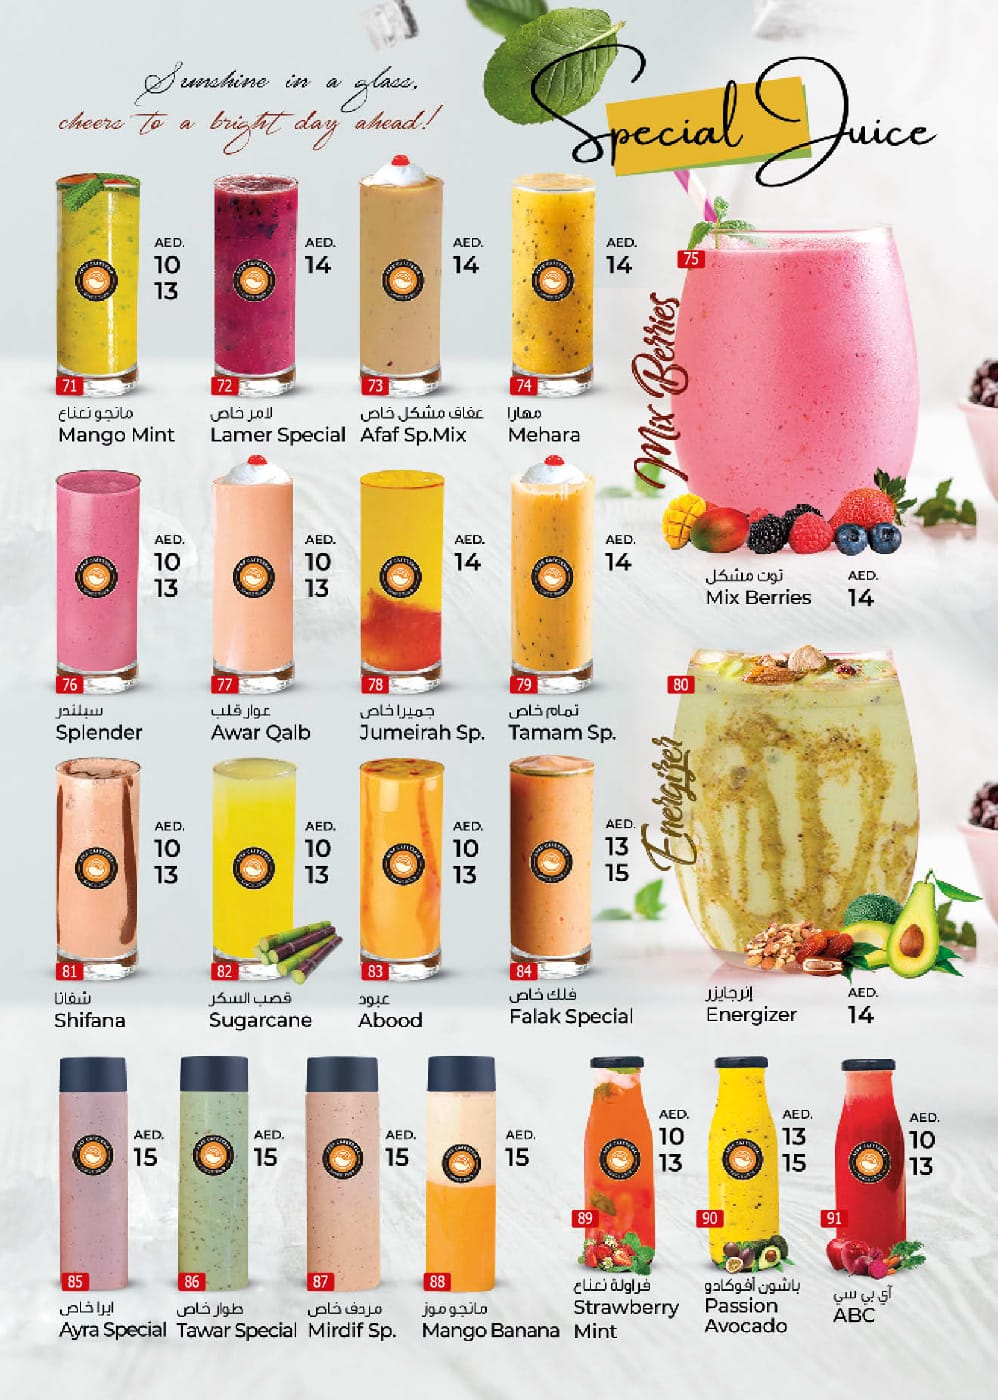 Sunshine in a glass,
cheers to a bright day ahead!
Special Juice
AED.
10
13
71
مانجو نعناع
Mango Mint
AED.
14
72
لامر خاص
Lamer Special
AED.
14
73
عفاف مشكل خاص
Afaf Sp.Mix
AED.
14
74
مهارا
Mehara
75
Mix Berries
توت مشكل
Mix Berries
AED.
14
AED.
10
13
76
سبلندر
Splender
AED.
10
13
77
عوار قلب
Awar Qalb
AED.
14
78
جميرا خاص
Jumeirah Sp.
AED.
14
79
تمام خاص
Tamam Sp.
80
Energizer
إنرجايزر
Energizer
AED.
14
AED.
10
13
81
شفانا
Shifana
AED.
10
13
82
قصب السكر
Sugarcane
AED.
10
13
83
عبود
Abood
AED.
13
15
84
فلك خاص
Falak Special
AED.
15
85
ايرا خاص
Ayra Special
AED.
15
86
طوار خاص
Tawar Special
AED.
15
87
مردف خاص
Mirdif Sp.
AED.
15
88
مانجو موز
Mango Banana
AED.
10
13
89
فراولة نعناع
Strawberry
Mint
AED.
13
15
90
باشون أفوكادو
Passion
Avocado
AED.
10
13
91
آي بي سي
ABC